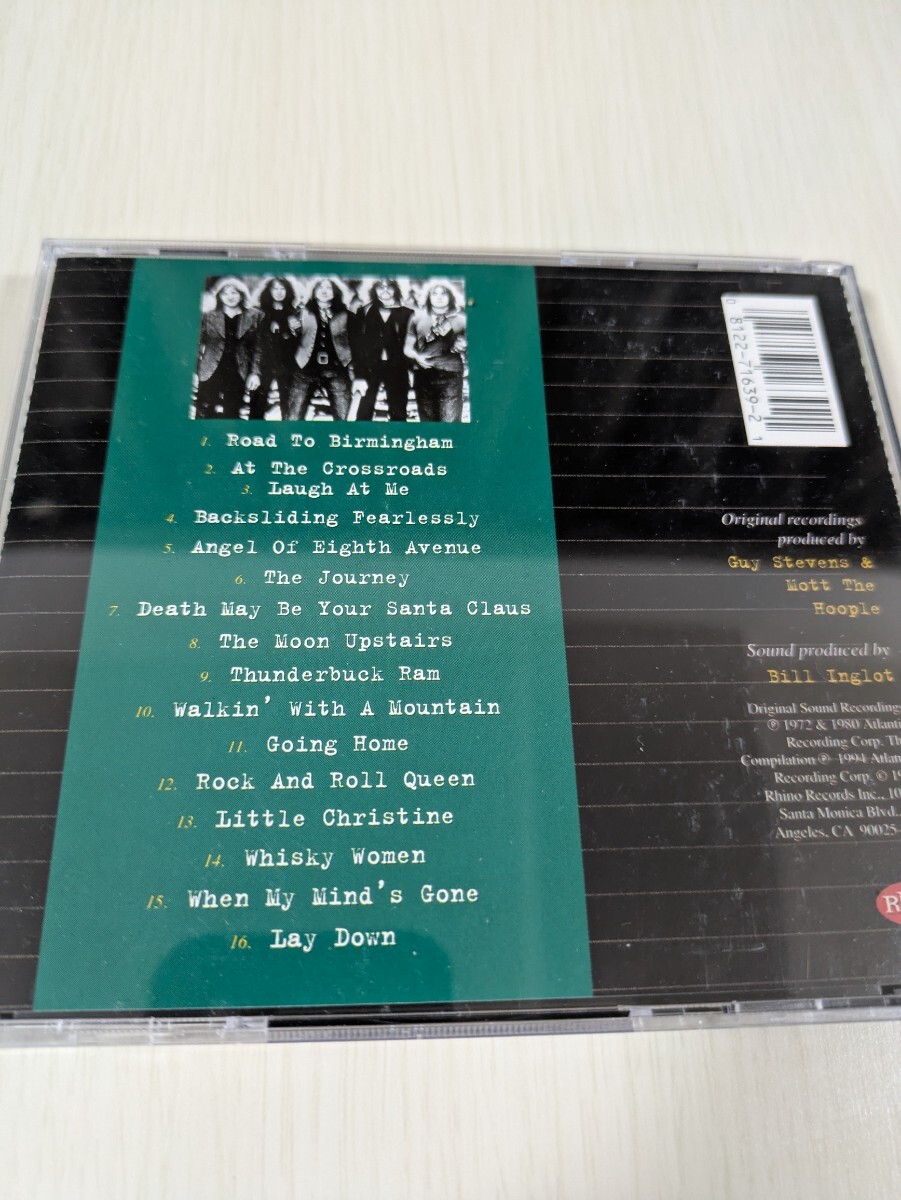 1. Road To Birmingham
2. At The Crossroads
3. Laugh At Me
4. Backsliding Fearlessly
5. Angel Of Eighth Avenue
6. The Journey
7. Death May Be Your Santa Claus
8. The Moon Upstairs
9. Thunderbuck Ram
10. Walkin' With A Mountain
11. Going Home
12. Rock And Roll Queen
13. Little Christine
14. Whisky Women
15. When My Mind's Gone
16. Lay Down
0 8122-71639-2 1
Original recordings
produced by
Guy Stevens &
Mott The
Hoople
Sound produced by
Bill Inglot
Original Sound Recordings
℗ 1972 & 1980 Atlanti
Recording Corp. Th
Compilation ℗ 1994 Atlan
Recording Corp. © 1
Rhino Records Inc., 10
Santa Monica Blvd.,
Angeles, CA 90025-
R